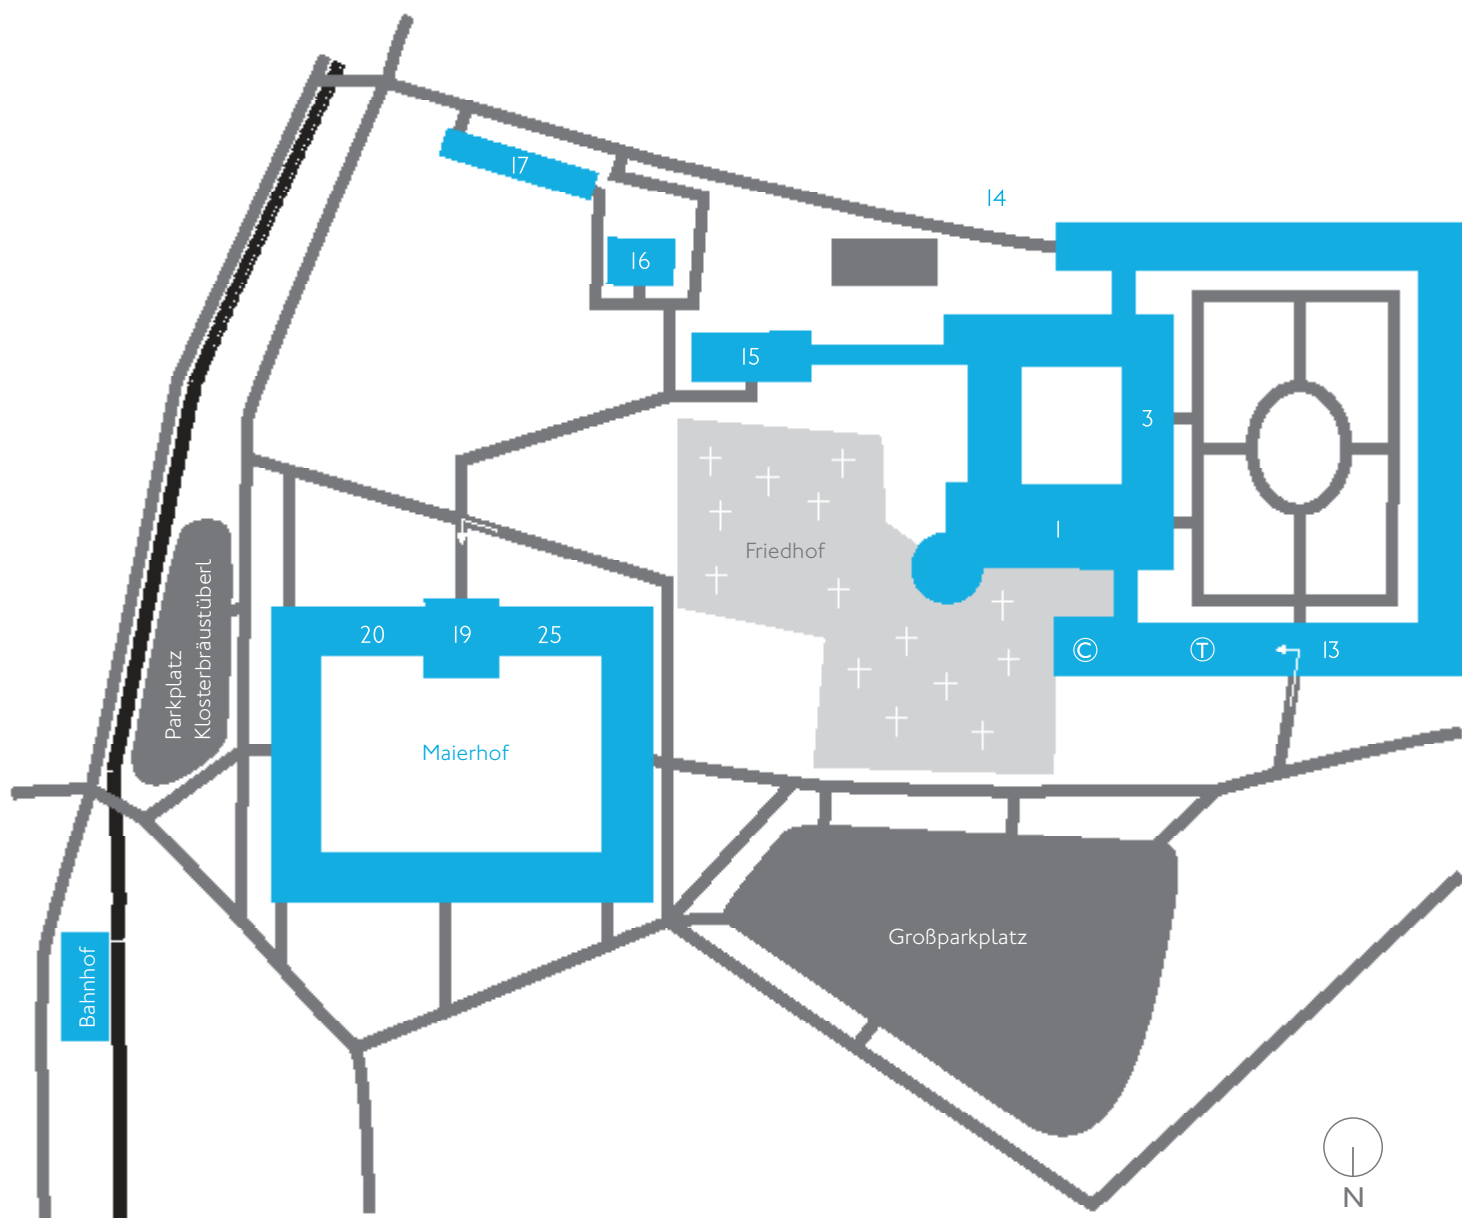 17
14
16
15
3
1
Friedhof
Parkplatz
Klosterbräustüberl
20
19
25
Ⓒ
Ⓣ
13
Maierhof
Großparkplatz
Bahnhof
N